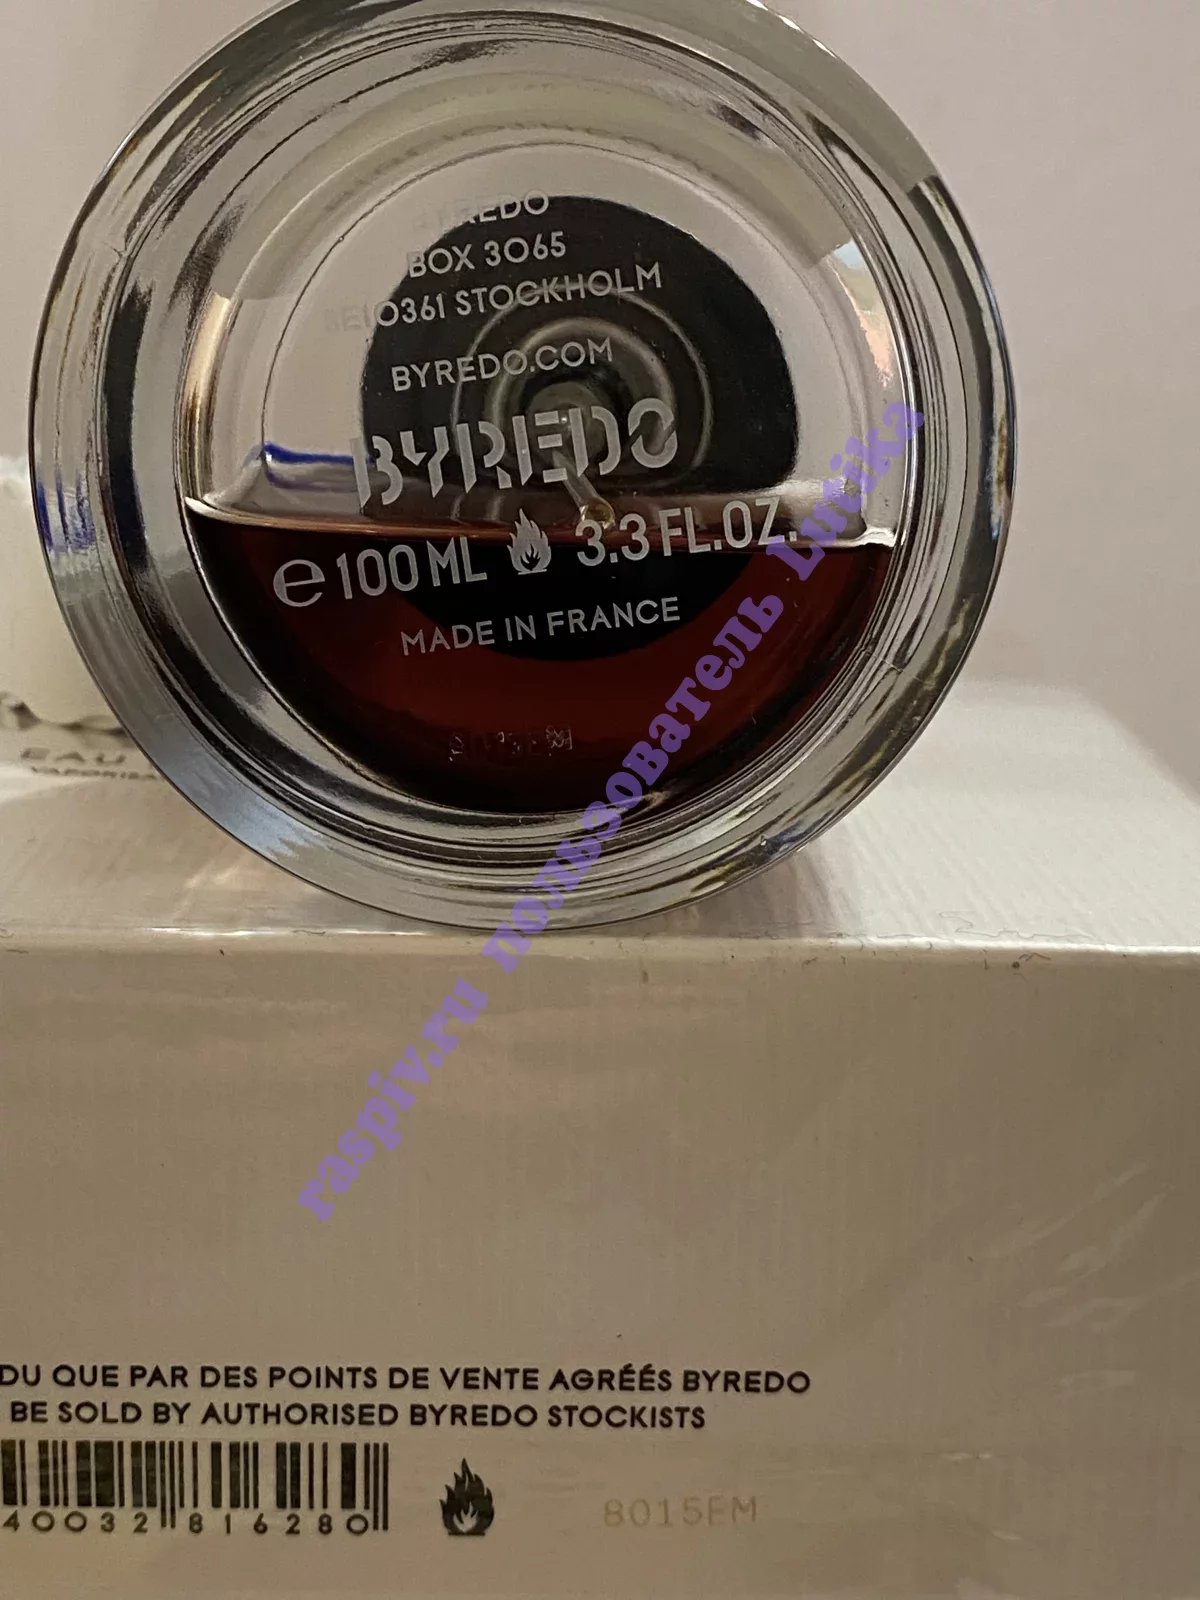 BYREDO
BOX 3065
SE10361 STOCKHOLM
BYREDO.COM
BYREDO
e 100 ML 3.3 FL.OZ.
MADE IN FRANCE
EAU
raspiv.ru пользователь Lutika
DU QUE PAR DES POINTS DE VENTE AGRÉÉS BYREDO
BE SOLD BY AUTHORISED BYREDO STOCKISTS
40032 816280
8015EM